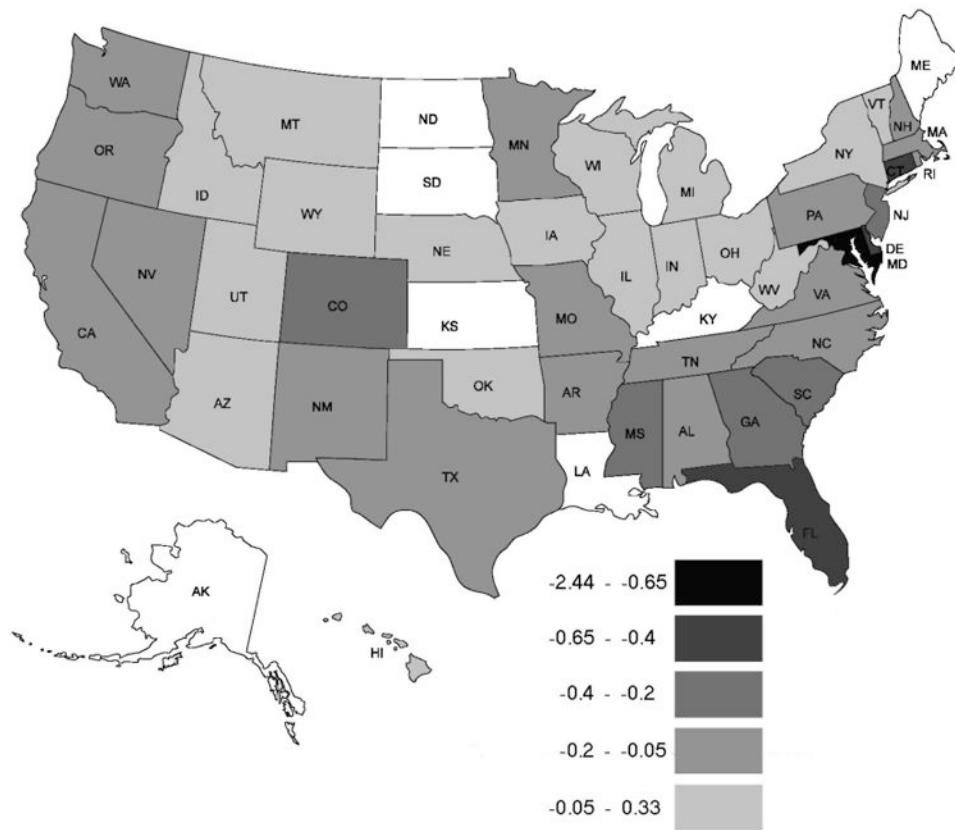 ME
WA
VT
MT
ND
NH
MA
MN
OR
NY
WI
SD
CT
RI
ID
MI
WY
PA
NJ
IA
NE
OH
DE
NV
IL
IN
MD
UT
WV
CO
VA
CA
KS
MO
KY
NC
TN
OK
AZ
NM
AR
SC
MS
AL
GA
LA
TX
FL
-2.44 - -0.65
AK
-0.65 - -0.4
HI
-0.4 - -0.2
-0.2 - -0.05
-0.05 - 0.33